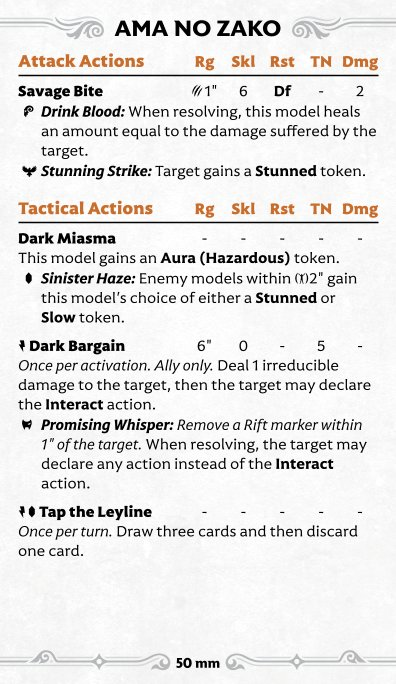 AMA NO ZAKO
Attack Actions Rg Skl Rst TN Dmg
Savage Bite 1" 6 Df - 2
Drink Blood: When resolving, this model heals
an amount equal to the damage suffered by the
target.
Stunning Strike: Target gains a Stunned token.
Tactical Actions Rg Skl Rst TN Dmg
Dark Miasma - - - - -
This model gains an Aura (Hazardous) token.
Sinister Haze: Enemy models within 2" gain
this model's choice of either a Stunned or
Slow token.
Dark Bargain 6" 0 - 5 -
Once per activation. Ally only. Deal 1 irreducible
damage to the target, then the target may declare
the Interact action.
Promising Whisper: Remove a Rift marker within
1" of the target. When resolving, the target may
declare any action instead of the Interact
action.
Tap the Leyline - - - - -
Once per turn. Draw three cards and then discard
one card.
50 mm